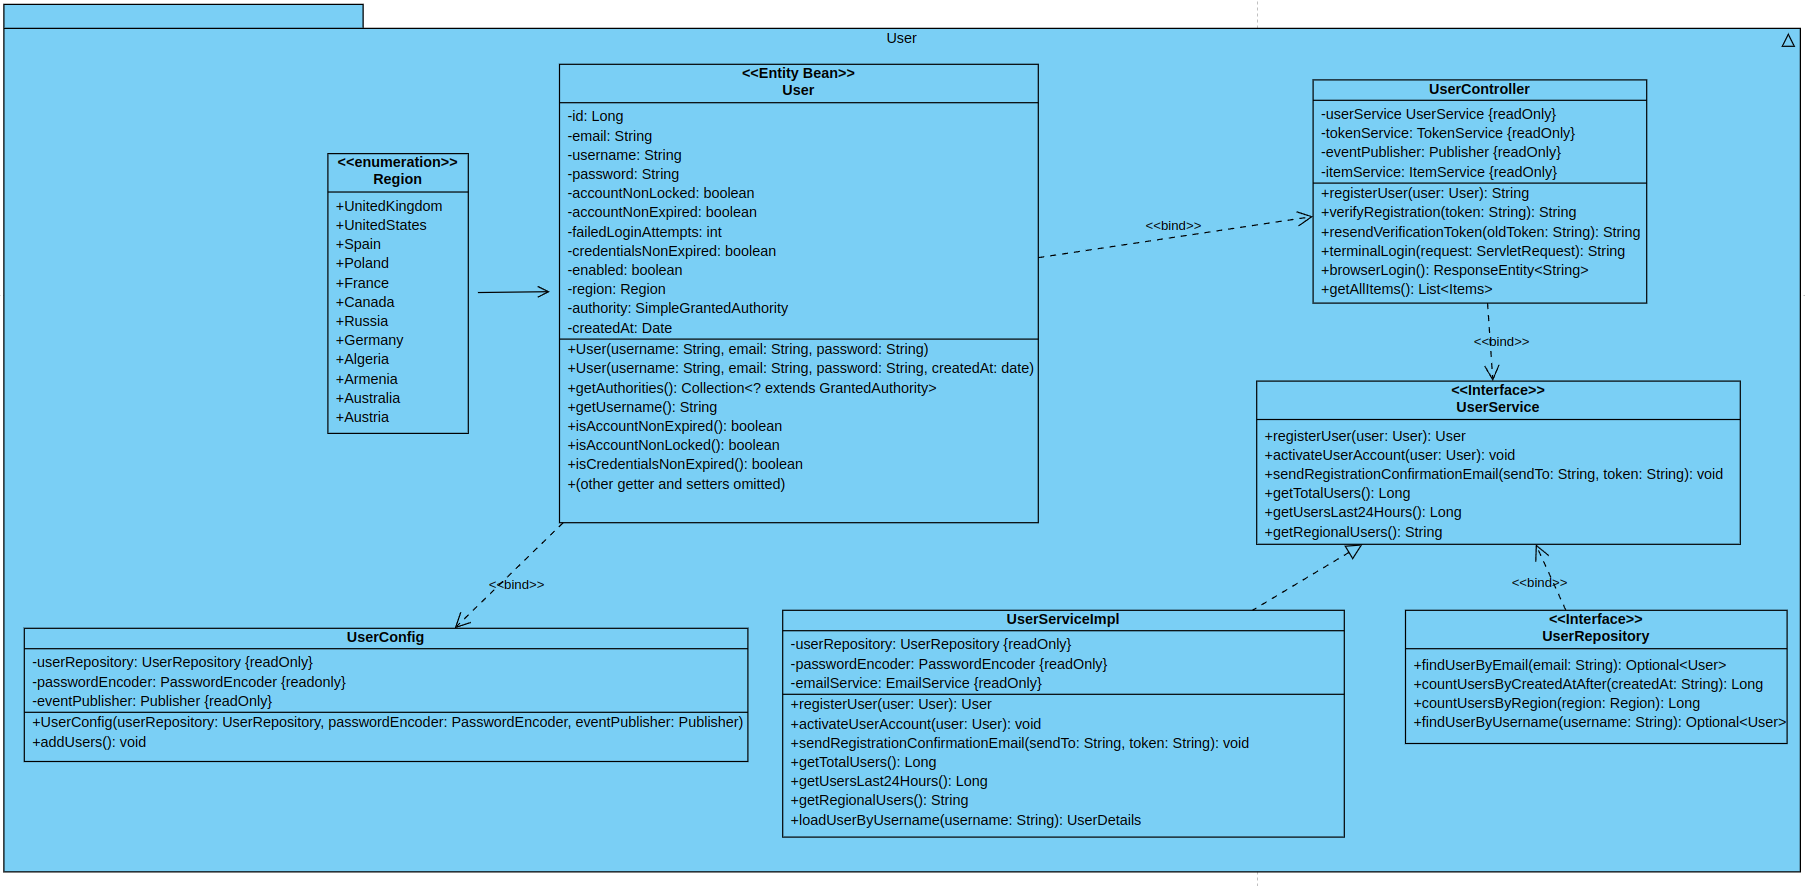 User
<<enumeration>>
Region
+UnitedKingdom
+UnitedStates
+Spain
+Poland
+France
+Canada
+Russia
+Germany
+Algeria
+Armenia
+Australia
+Austria
<<Entity Bean>>
User
-id: Long
-email: String
-username: String
-password: String
-accountNonLocked: boolean
-accountNonExpired: boolean
-failedLoginAttempts: int
-credentialsNonExpired: boolean
-enabled: boolean
-region: Region
-authority: SimpleGrantedAuthority
-createdAt: Date
+User(username: String, email: String, password: String)
+User(username: String, email: String, password: String, createdAt: date)
+getAuthorities(): Collection<? extends GrantedAuthority>
+getUsername(): String
+isAccountNonExpired(): boolean
+isAccountNonLocked(): boolean
+isCredentialsNonExpired(): boolean
+(other getter and setters omitted)
<<bind>>
UserController
-userService UserService {readOnly}
-tokenService: TokenService {readOnly}
-eventPublisher: Publisher {readOnly}
-itemService: ItemService {readOnly}
+registerUser(user: User): String
+verifyRegistration(token: String): String
+resendVerificationToken(oldToken: String): String
+terminalLogin(request: ServletRequest): String
+browserLogin(): ResponseEntity<String>
+getAllItems(): List<Items>
<<bind>>
<<Interface>>
UserService
+registerUser(user: User): User
+activateUserAccount(user: User): void
+sendRegistrationConfirmationEmail(sendTo: String, token: String): void
+getTotalUsers(): Long
+getUsersLast24Hours(): Long
+getRegionalUsers(): String
<<bind>>
<<bind>>
UserConfig
-userRepository: UserRepository {readOnly}
-passwordEncoder: PasswordEncoder {readonly}
-eventPublisher: Publisher {readOnly}
+UserConfig(userRepository: UserRepository, passwordEncoder: PasswordEncoder, eventPublisher: Publisher)
+addUsers(): void
UserServiceImpl
-userRepository: UserRepository {readOnly}
-passwordEncoder: PasswordEncoder {readOnly}
-emailService: EmailService {readOnly}
+registerUser(user: User): User
+activateUserAccount(user: User): void
+sendRegistrationConfirmationEmail(sendTo: String, token: String): void
+getTotalUsers(): Long
+getUsersLast24Hours(): Long
+getRegionalUsers(): String
+loadUserByUsername(username: String): UserDetails
<<Interface>>
UserRepository
+findUserByEmail(email: String): Optional<User>
+countUsersByCreatedAtAfter(createdAt: String): Long
+countUsersByRegion(region: Region): Long
+findUserByUsername(username: String): Optional<User>